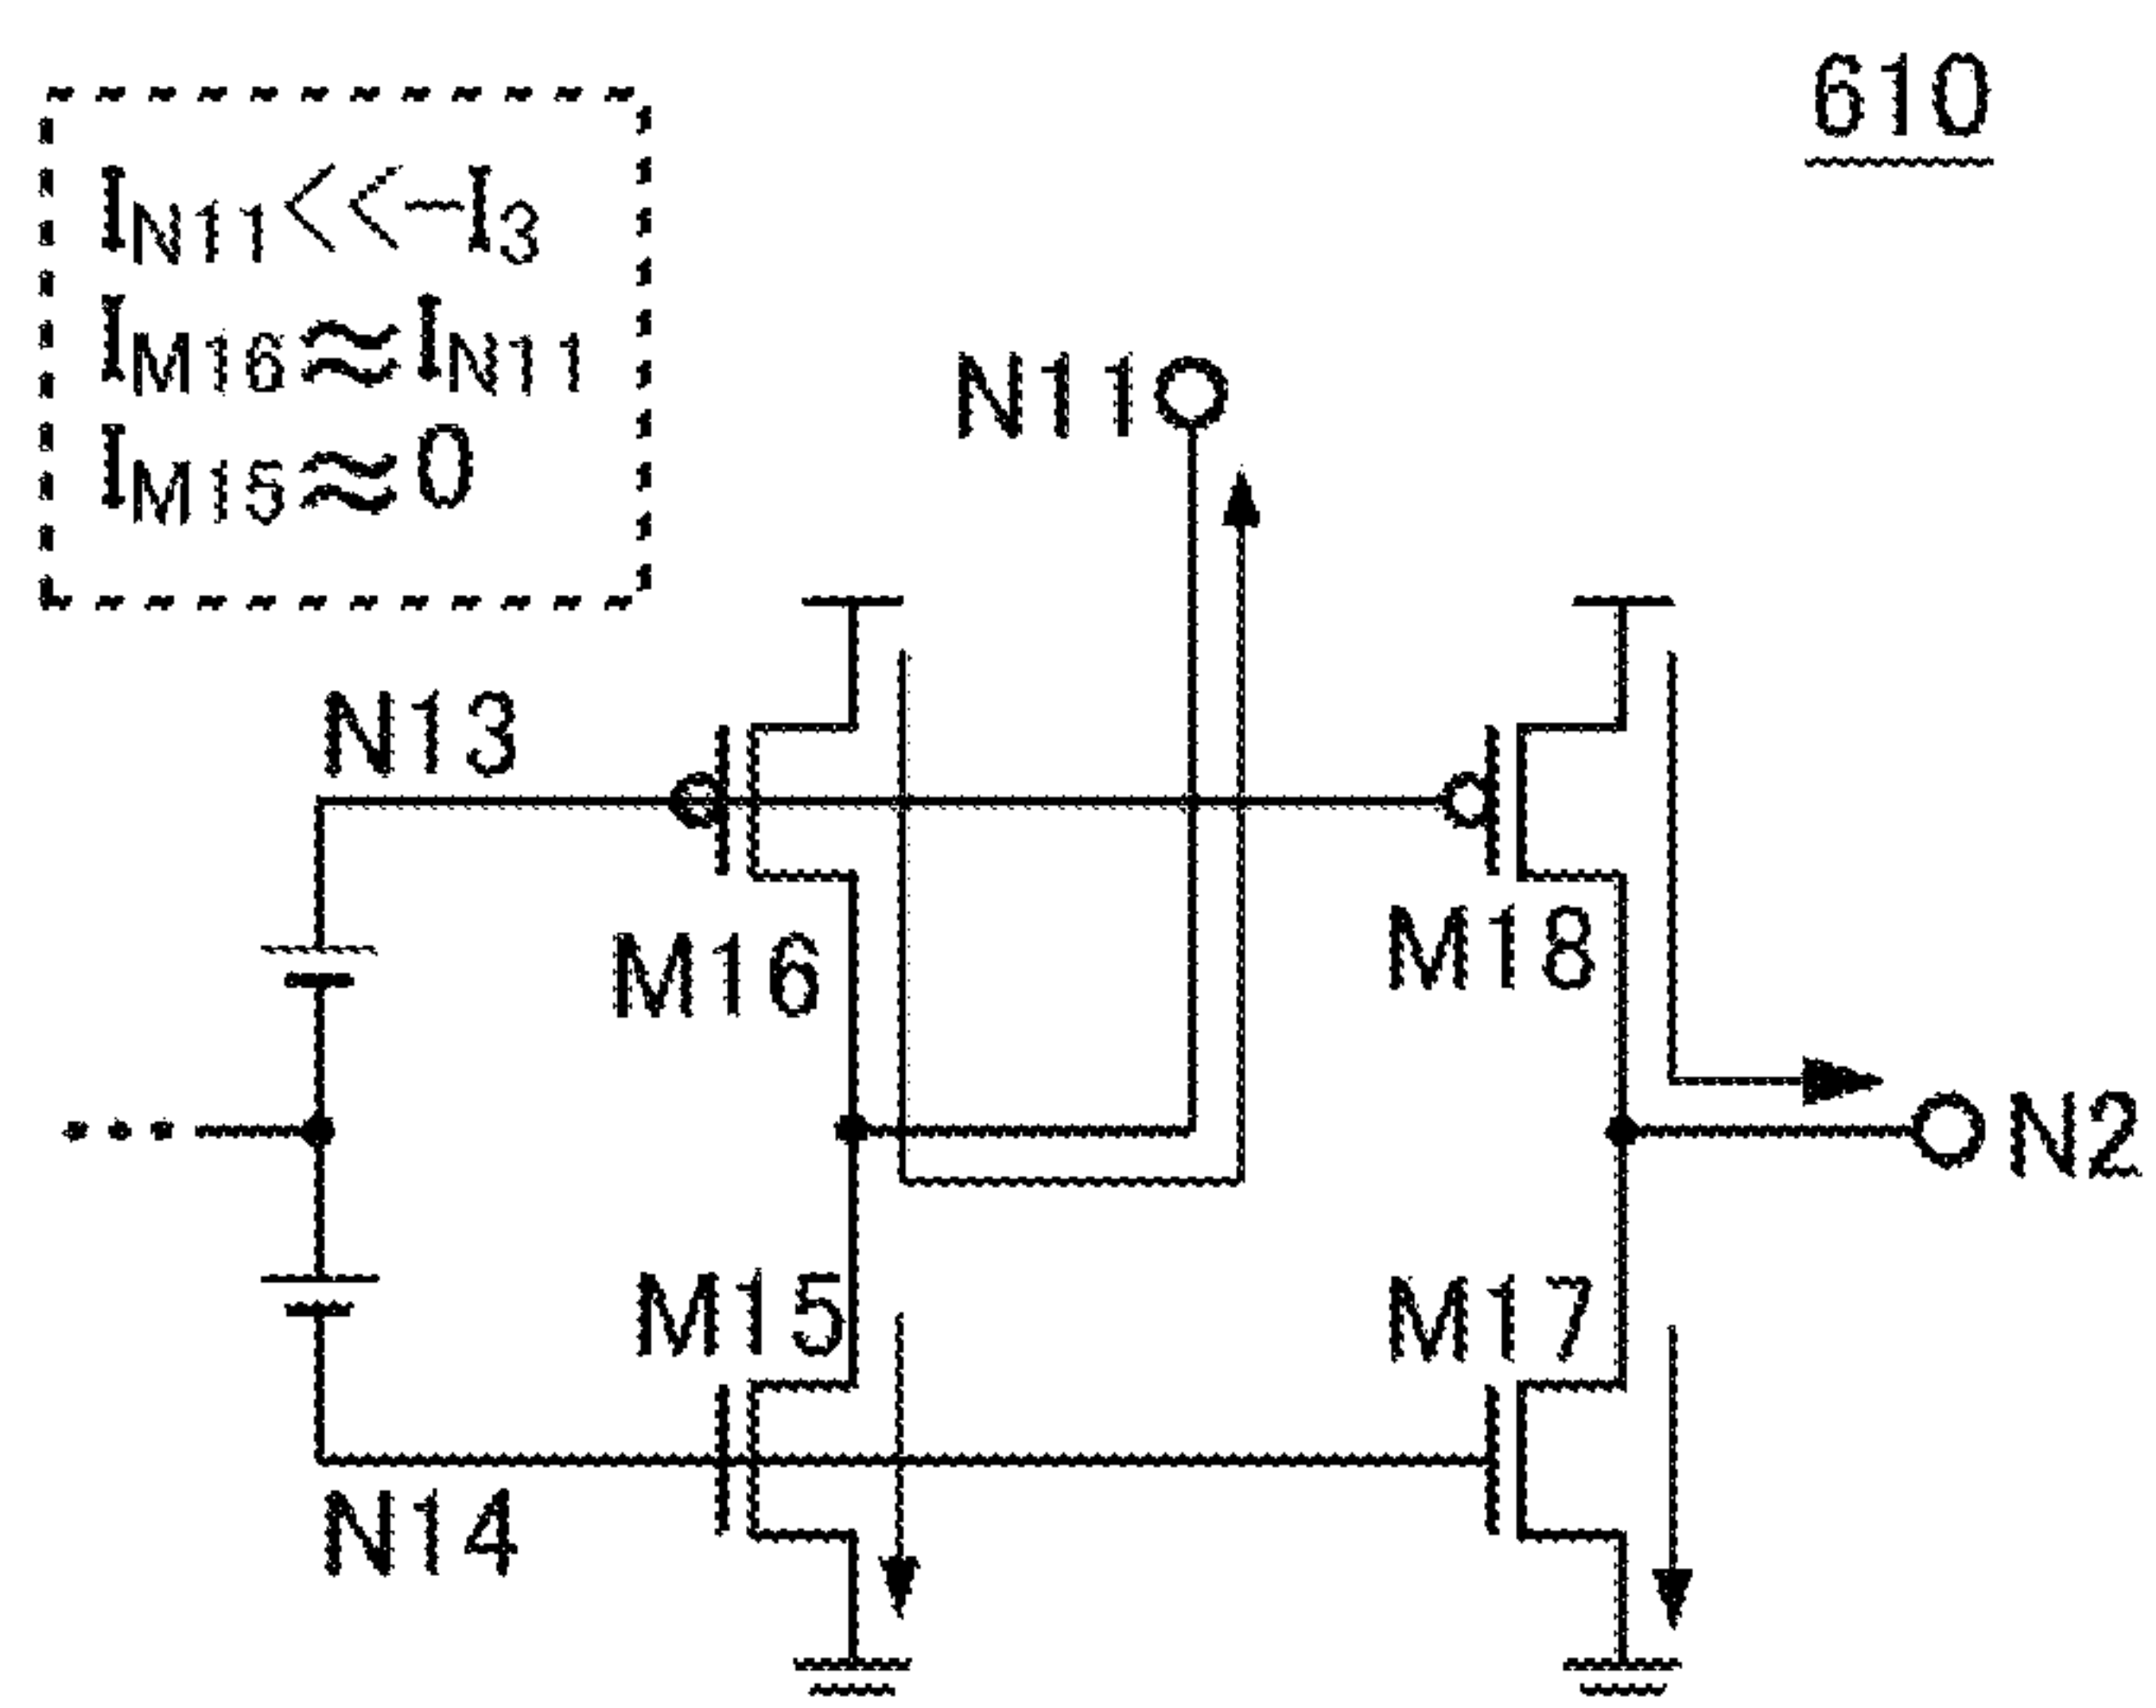 610
I_N11<<-I_3
I_M16≈I_N11
I_M15≈0
N11
N13
M16
M18
N2
M15
M17
N14